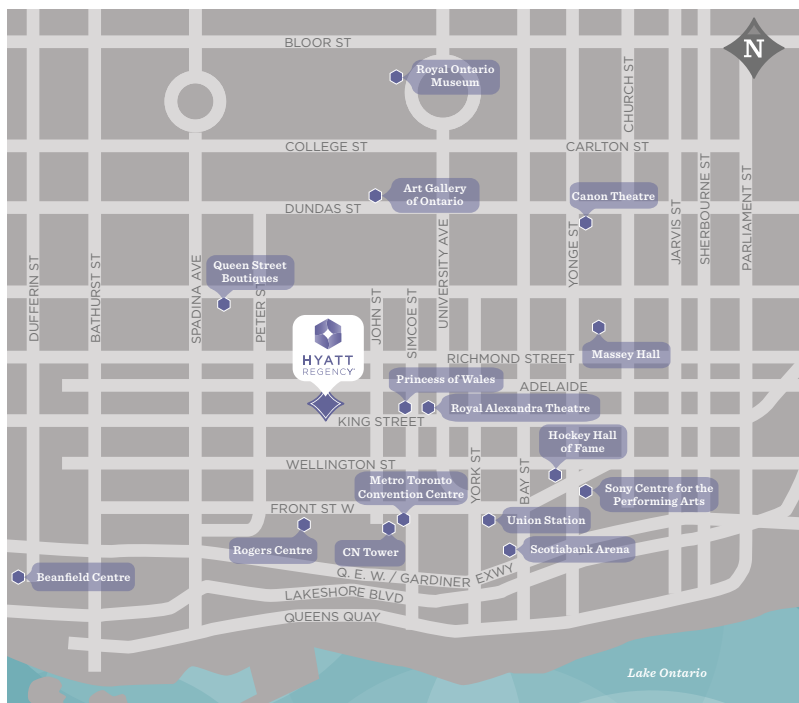 BLOOR ST
N
Royal Ontario
Museum
CHURCH ST
COLLEGE ST
CARLTON ST
Art Gallery
of Ontario
Canon Theatre
DUNDAS ST
DUFFERIN ST
BATHURST ST
SPADINA AVE
Queen Street
Boutiques
PETER ST
JOHN ST
SIMCOE ST
UNIVERSITY AVE
YONGE ST
JARVIS ST
SHERBOURNE ST
PARLIAMENT ST
HYATT
REGENCY
RICHMOND STREET
Massey Hall
Princess of Wales
ADELAIDE
Royal Alexandra Theatre
KING STREET
Hockey Hall
of Fame
WELLINGTON ST
YORK ST
BAY ST
Metro Toronto
Convention Centre
Sony Centre for the
Performing Arts
FRONT ST W
Union Station
Rogers Centre
CN Tower
Scotiabank Arena
Beanfield Centre
Q. E. W. / GARDINER EXWY
LAKESHORE BLVD
QUEENS QUAY
Lake Ontario